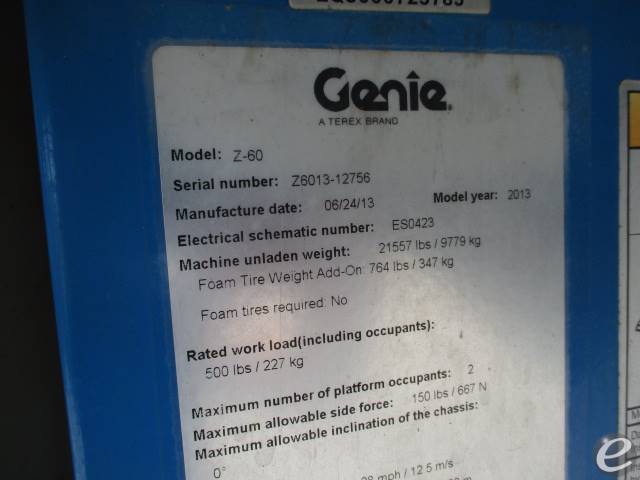 Genie
A TEREX BRAND
Model: Z-60
Serial number: Z6013-12756
Manufacture date: 06/24/13 Model year: 2013
Electrical schematic number: ES0423
Machine unladen weight: 21557 lbs / 9779 kg
Foam Tire Weight Add-On: 764 lbs / 347 kg
Foam tires required: No
Rated work load(including occupants):
500 lbs / 227 kg
Maximum number of platform occupants: 2
Maximum allowable side force: 150 lbs / 667 N
Maximum allowable inclination of the chassis:
0°
mph / 12.5 m/s
e